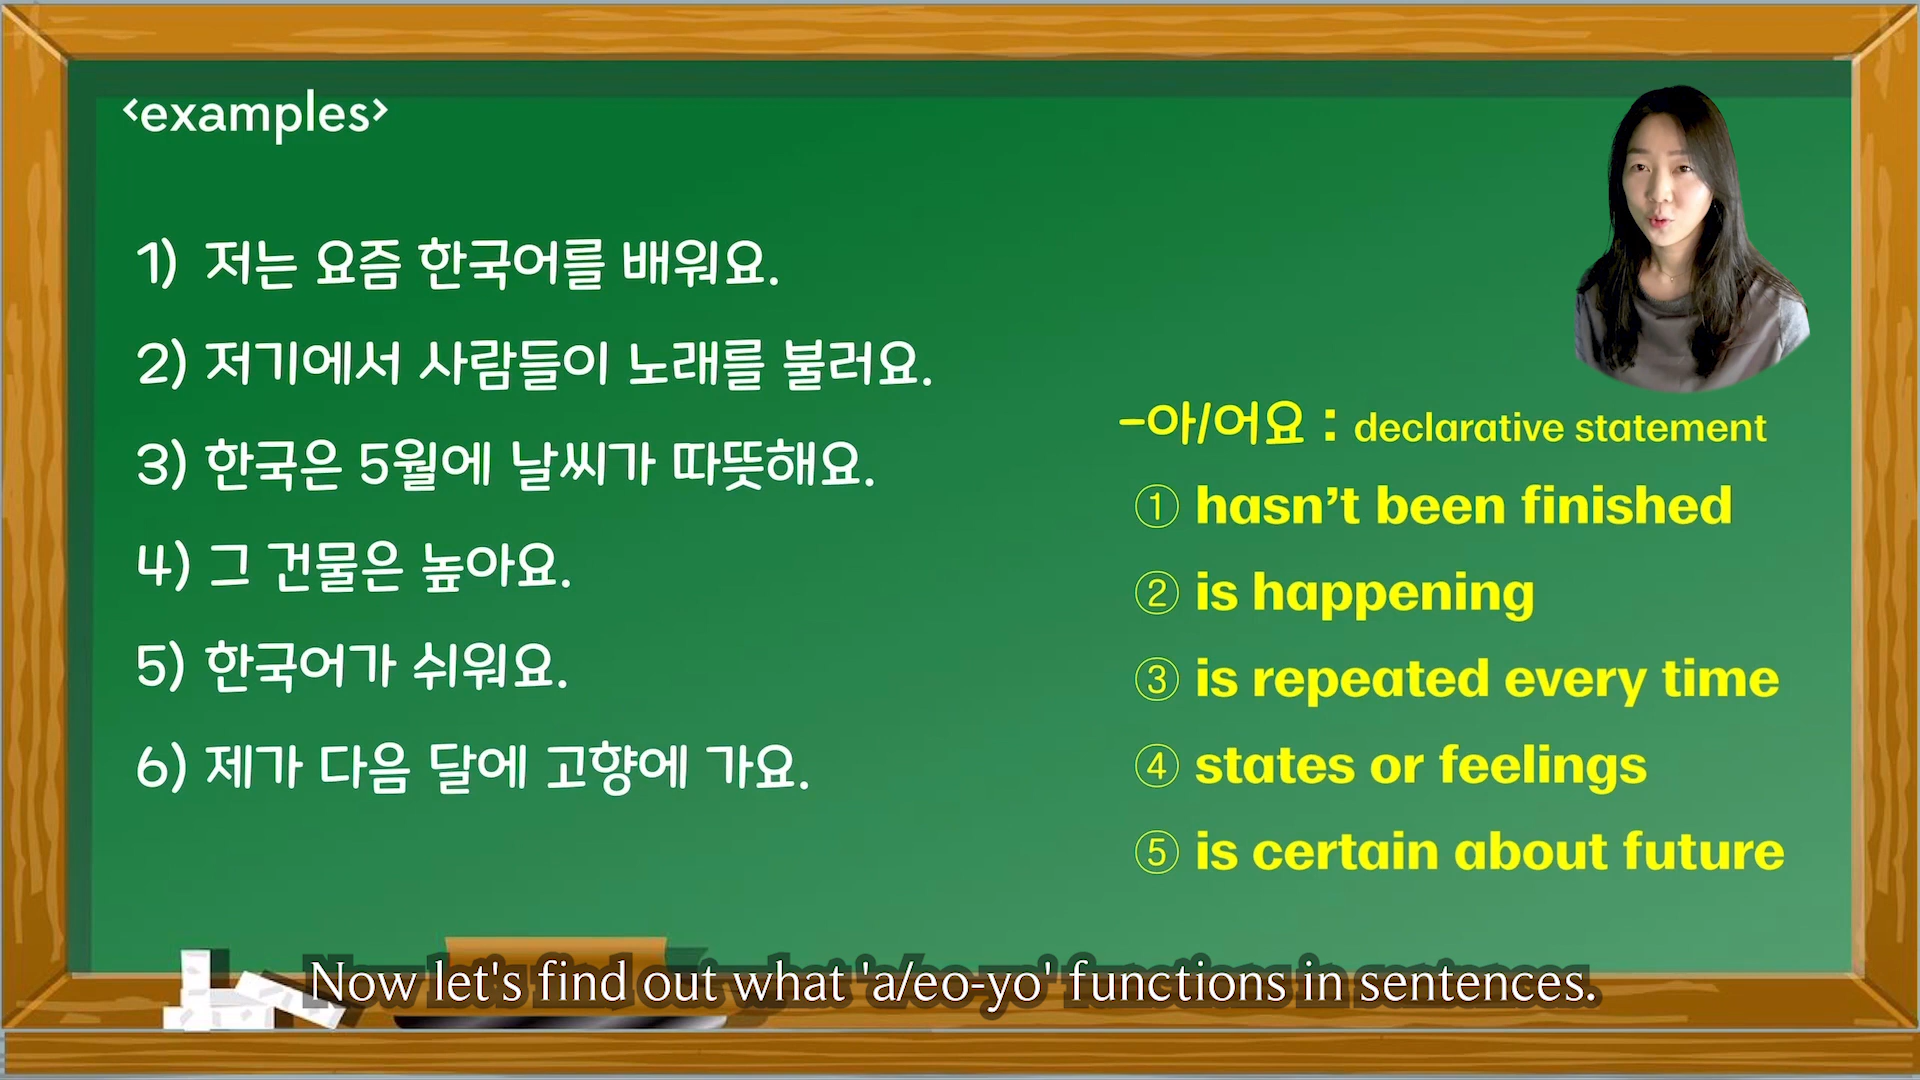 <examples>
1) 저는 요즘 한국어를 배워요.
2) 저기에서 사람들이 노래를 불러요.
3) 한국은 5월에 날씨가 따뜻해요.
4) 그 건물은 높아요.
5) 한국어가 쉬워요.
6) 제가 다음 달에 고향에 가요.
-아/어요 : declarative statement
① hasn't been finished
② is happening
③ is repeated every time
④ states or feelings
⑤ is certain about future
Now let's find out what 'a/eo-yo' functions in sentences.